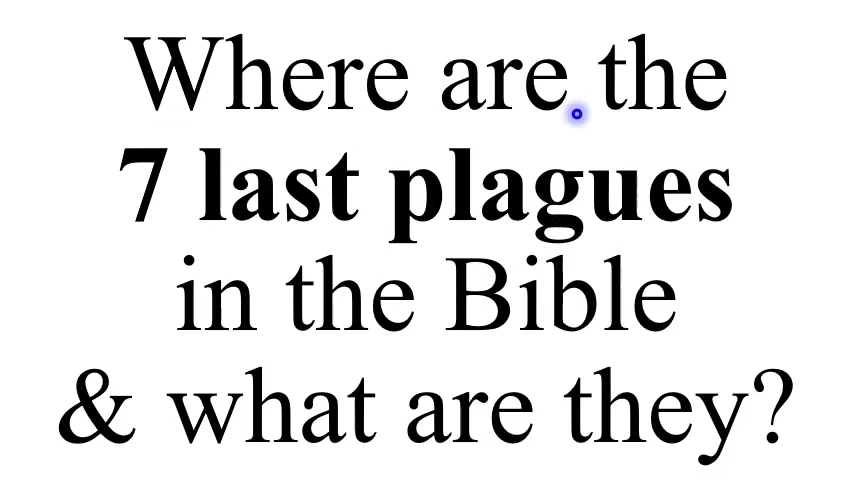 Where are the
7 last plagues
in the Bible
& what are they?